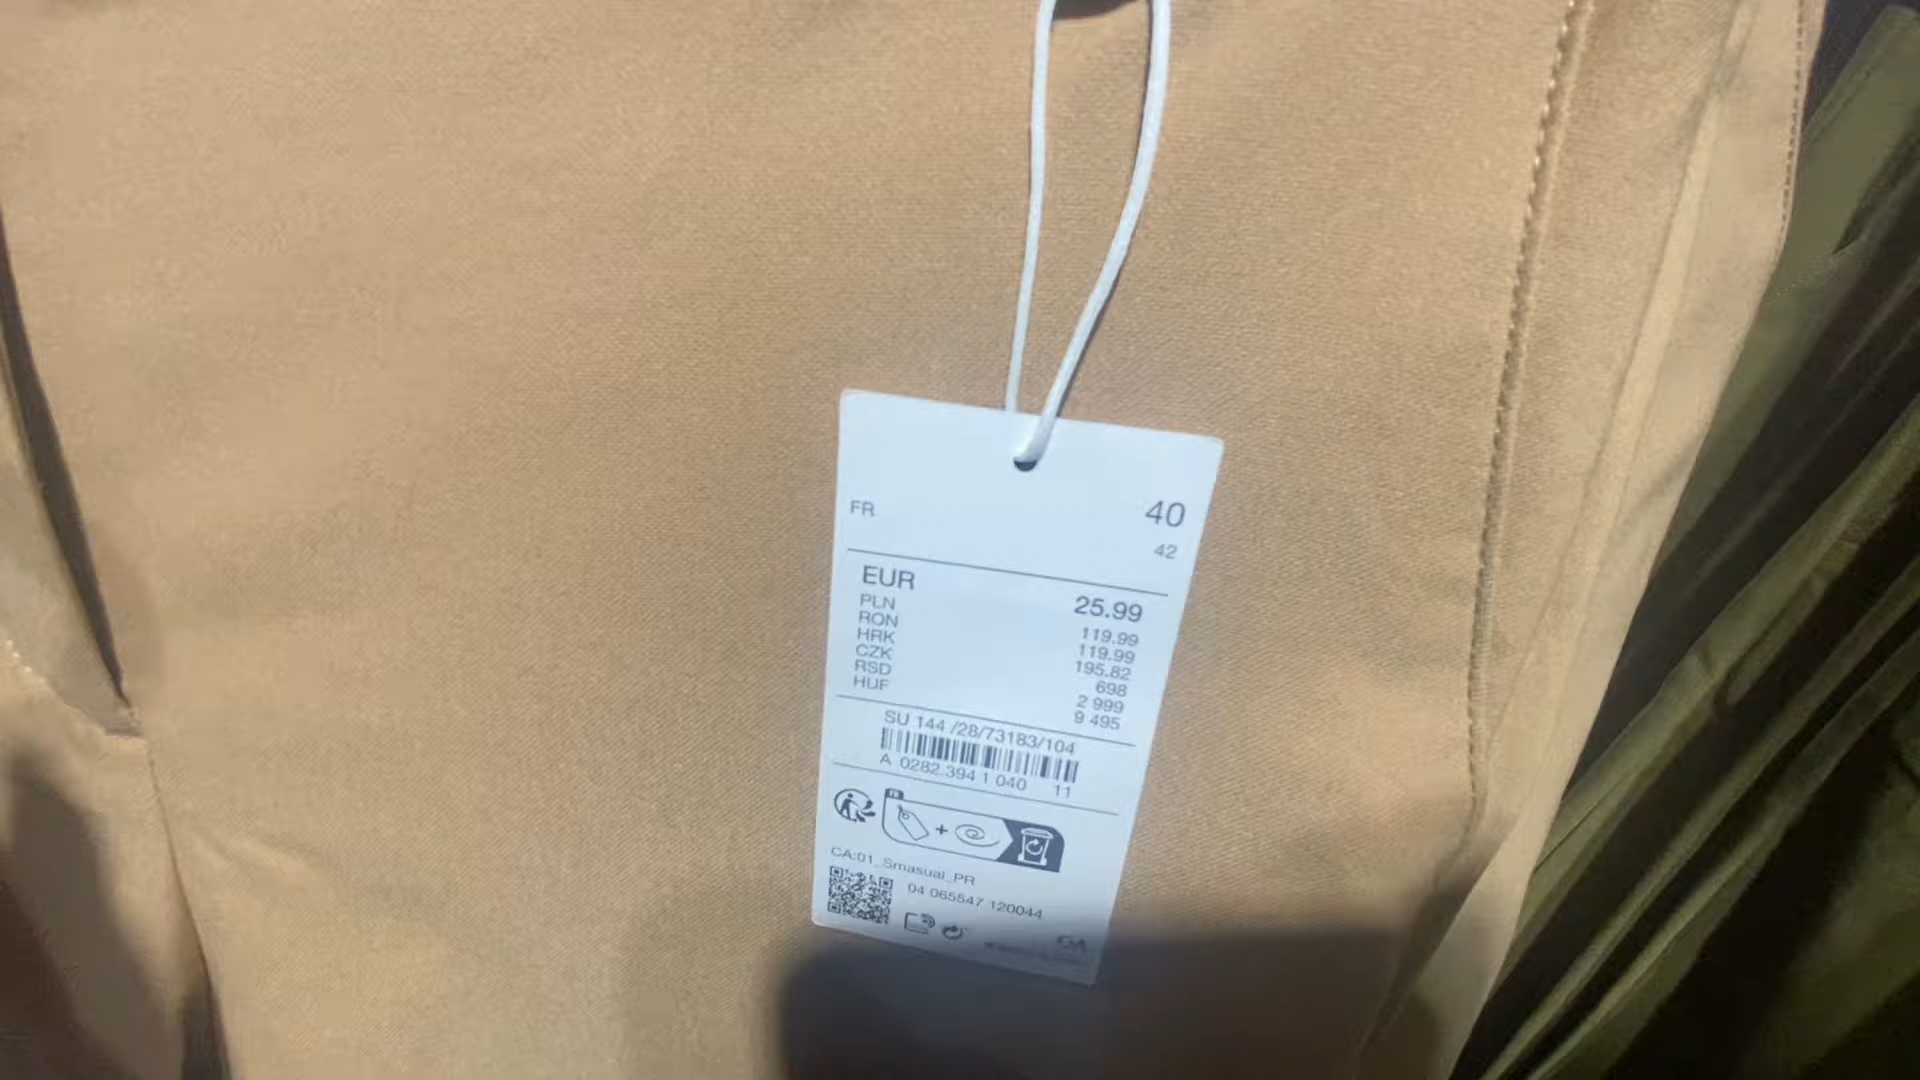 FR 40
42
EUR 25.99
PLN 119.99
RON 119.99
HRK 195.82
CZK 698
RSD 2 999
HUF 9 495
SU 144 /28/73183/104
A 0282.394 1 040 11
FR
+
CA:01_Smasual_PR
04 065547 120044